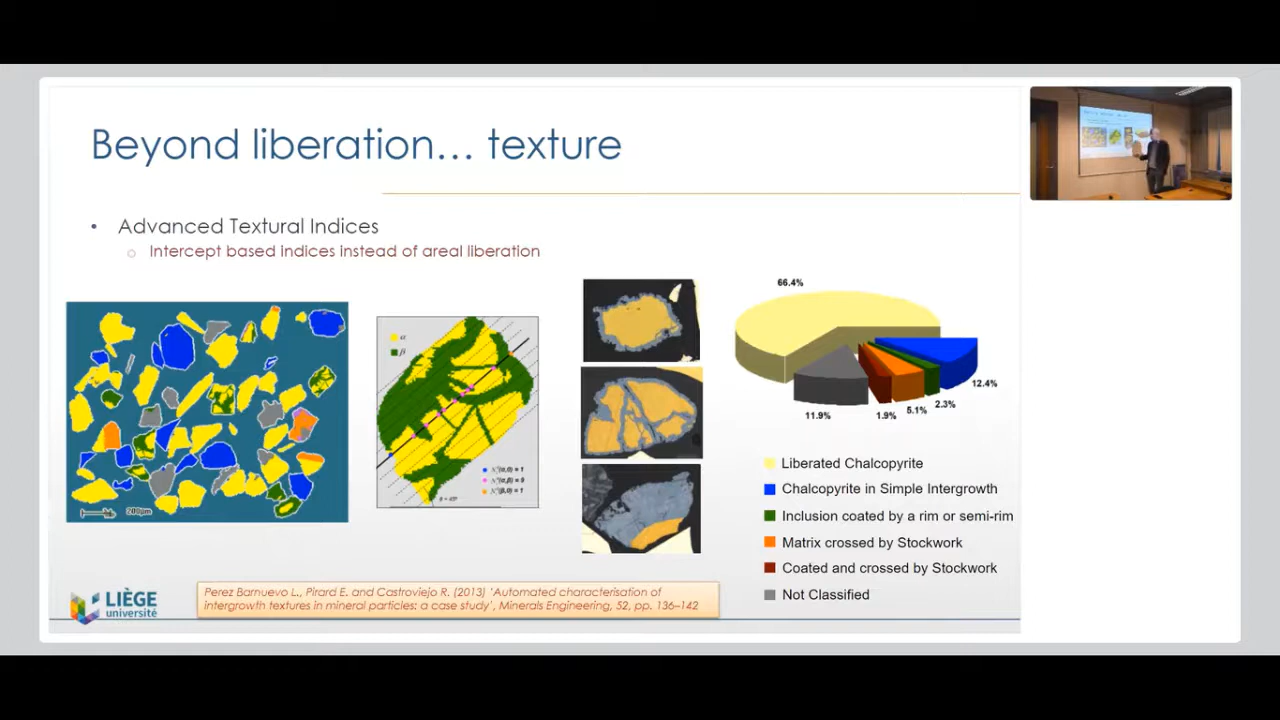 Beyond liberation… texture
• Advanced Textural Indices
o Intercept based indices instead of areal liberation
200µm
α
β
66.4%
12.4%
2.3%
5.1%
1.9%
11.9%
Liberated Chalcopyrite
Chalcopyrite in Simple Intergrowth
Inclusion coated by a rim or semi-rim
Matrix crossed by Stockwork
Coated and crossed by Stockwork
Not Classified
LIÈGE
université
Perez Barnuevo L., Pirard E. and Castroviejo R. (2013) 'Automated characterisation of
intergrowth textures in mineral particles: a case study', Minerals Engineering, 52, pp. 136–142